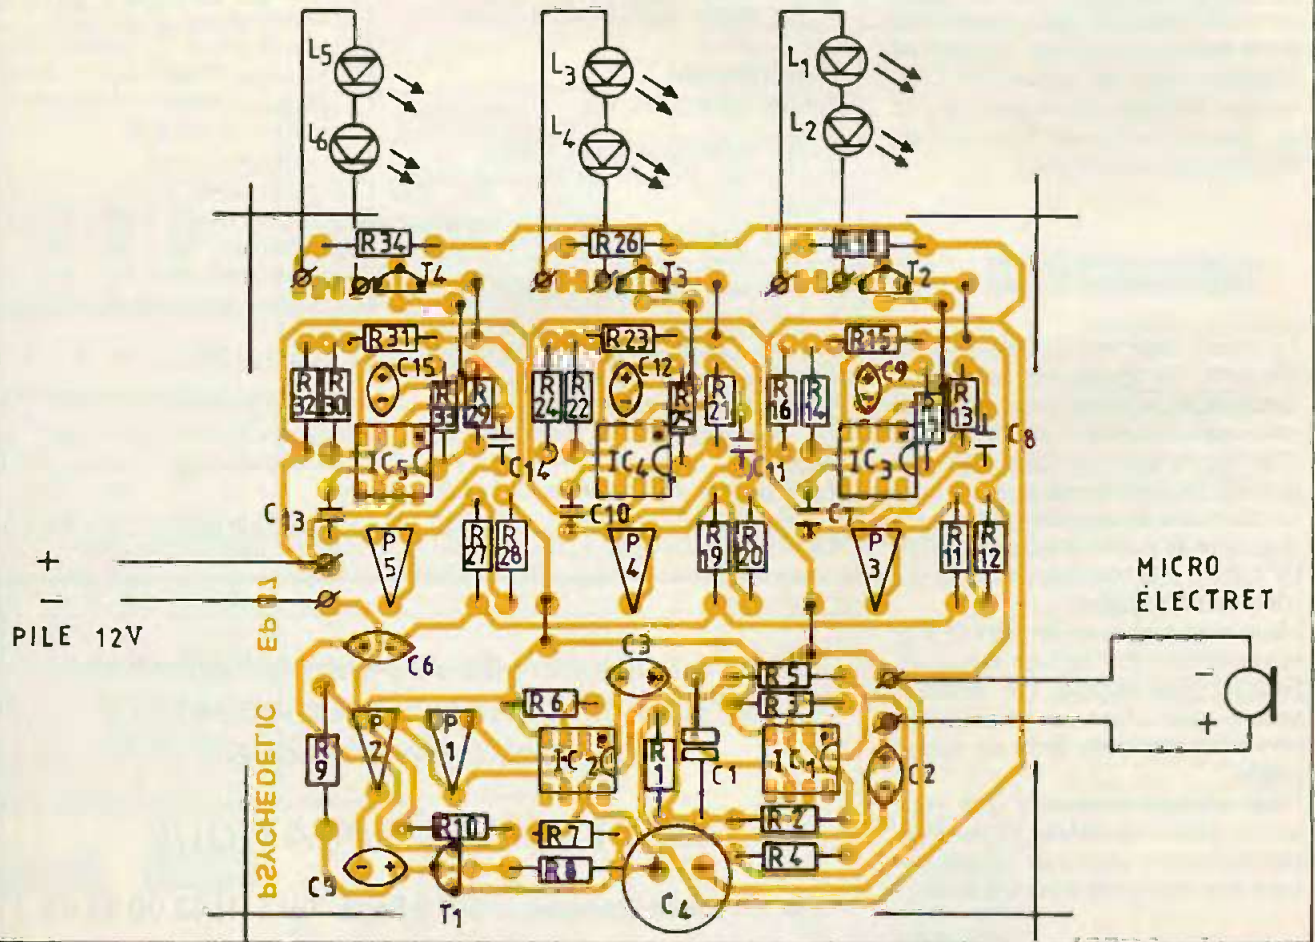 L5
L3
L1
L6
L4
L2
R34
R26
T4
T3
T2
R31
R23
R15
C15
C12
C9
R32
R30
R33
R29
R24
R22
R25
R21
R16
R14
R13
IC5
IC4
IC3
C14
C11
C8
C13
C10
C7
P5
R27
R28
P4
R19
R20
P3
R11
R12
+
−
PILE 12V
MICRO
ÉLECTRET
−
+
PSYCHEDELIC EP07
C6
C3
R5
R6
R3
P2
P1
IC2
R1
C1
IC1
C2
R9
R10
R7
R2
R8
R4
C5
T1
C4